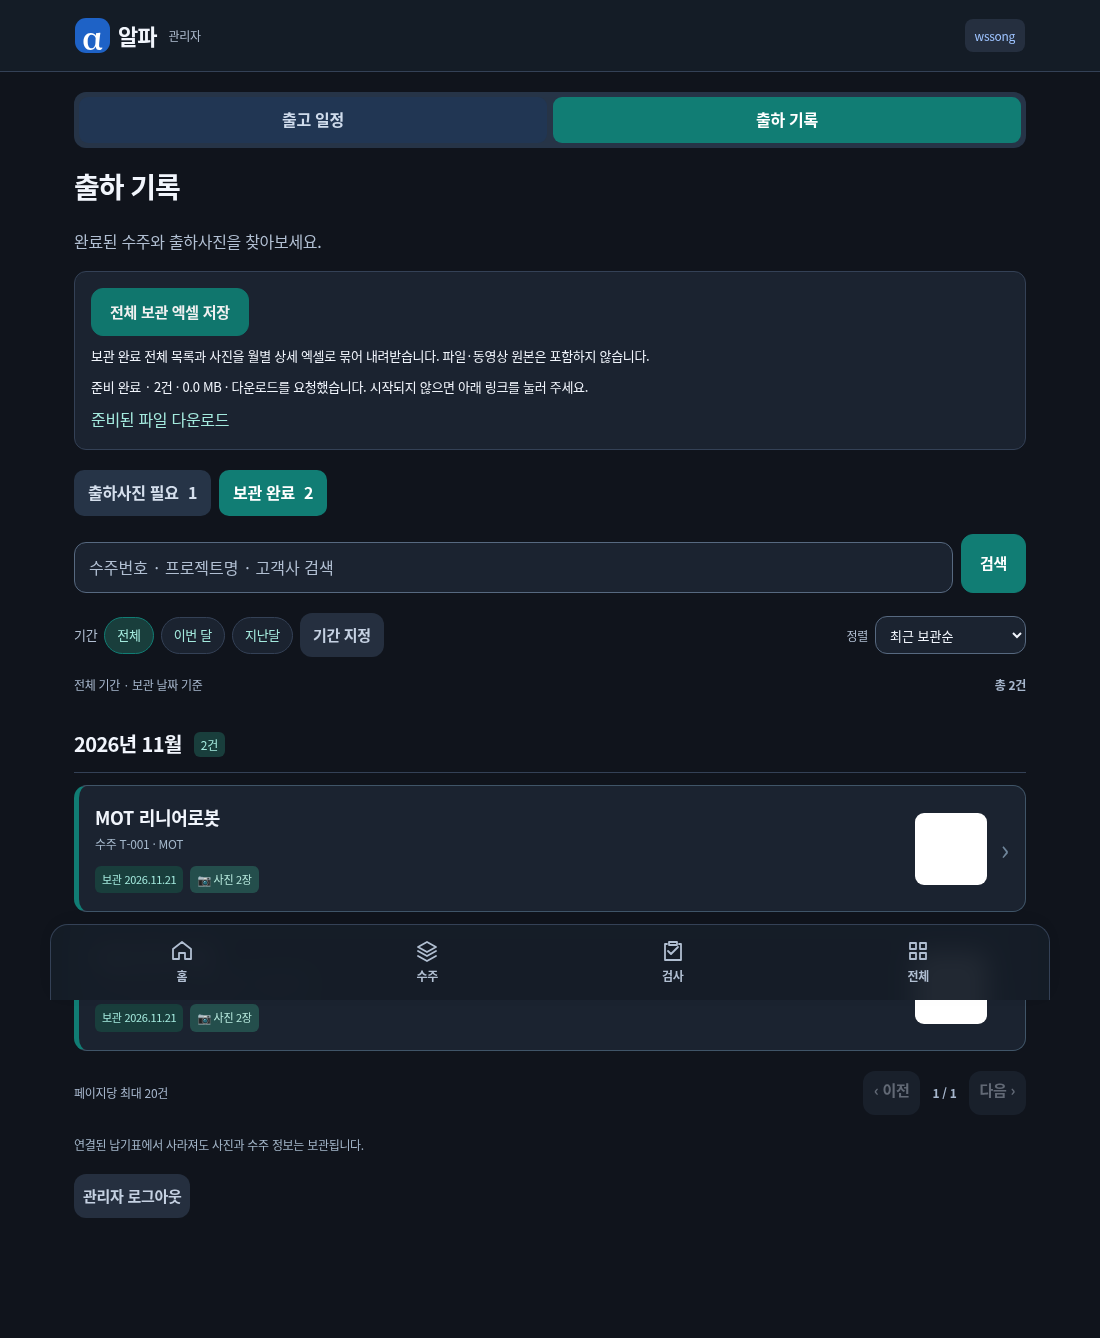 α 알파 관리자
wssong
출고 일정
출하 기록
출하 기록
완료된 수주와 출하사진을 찾아보세요.
전체 보관 엑셀 저장
보관 완료 전체 목록과 사진을 월별 상세 엑셀로 묶어 내려받습니다. 파일·동영상 원본은 포함하지 않습니다.
준비 완료 · 2건 · 0.0 MB · 다운로드를 요청했습니다. 시작되지 않으면 아래 링크를 눌러 주세요.
준비된 파일 다운로드
출하사진 필요 1
보관 완료 2
수주번호 · 프로젝트명 · 고객사 검색
검색
기간 전체 이번 달 지난달 기간 지정
정렬 최근 보관순
전체 기간 · 보관 날짜 기준
총 2건
2026년 11월 2건
MOT 리니어로봇
수주 T-001 · MOT
보관 2026.11.21 📷 사진 2장
›
홈
수주
검사
전체
보관 2026.11.21 📷 사진 2장
페이지당 최대 20건
‹ 이전
1 / 1
다음 ›
연결된 납기표에서 사라져도 사진과 수주 정보는 보관됩니다.
관리자 로그아웃